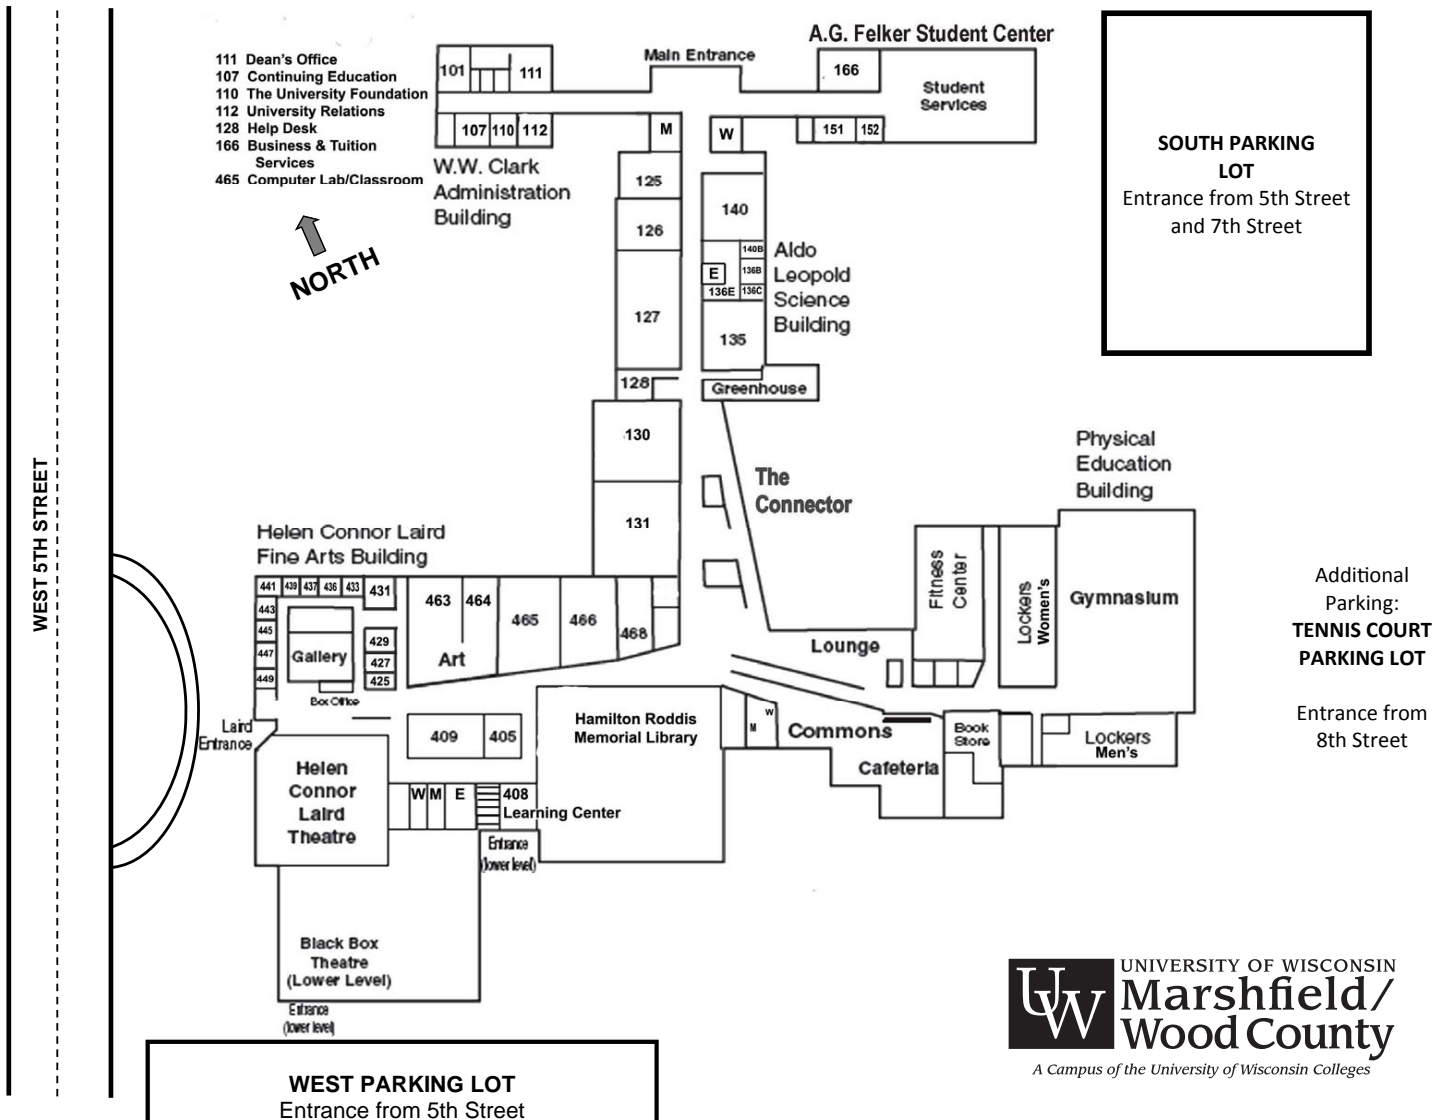 111 Dean's Office
107 Continuing Education
110 The University Foundation
112 University Relations
128 Help Desk
166 Business & Tuition
Services
465 Computer Lab/Classroom
NORTH
101
111
107
110
112
W.W. Clark
Administration
Building
Main Entrance
A.G. Felker Student Center
166
Student
Services
151
152
M
W
125
126
127
128
130
131
140
140B
E
136B
136E
136C
135
Greenhouse
Aldo
Leopold
Science
Building
SOUTH PARKING
LOT
Entrance from 5th Street
and 7th Street
The
Connector
Physical
Education
Building
Fitness
Center
Lockers
Women's
Gymnasium
Lounge
Additional
Parking:
TENNIS COURT
PARKING LOT
Entrance from
8th Street
WEST 5TH STREET
Helen Connor Laird
Fine Arts Building
441
439
437
436
433
431
443
445
447
449
Gallery
429
427
425
Box Office
463
464
Art
465
466
468
Laird
Entrance
409
405
Hamilton Roddis
Memorial Library
M
W
Commons
Book
Store
Cafeteria
Lockers
Men's
Helen
Connor
Laird
Theatre
W
M
E
408
Learning Center
Entrance
(lower level)
Black Box
Theatre
(Lower Level)
Entrance
(lower level)
WEST PARKING LOT
Entrance from 5th Street
UW
UNIVERSITY OF WISCONSIN
Marshfield/
Wood County
A Campus of the University of Wisconsin Colleges